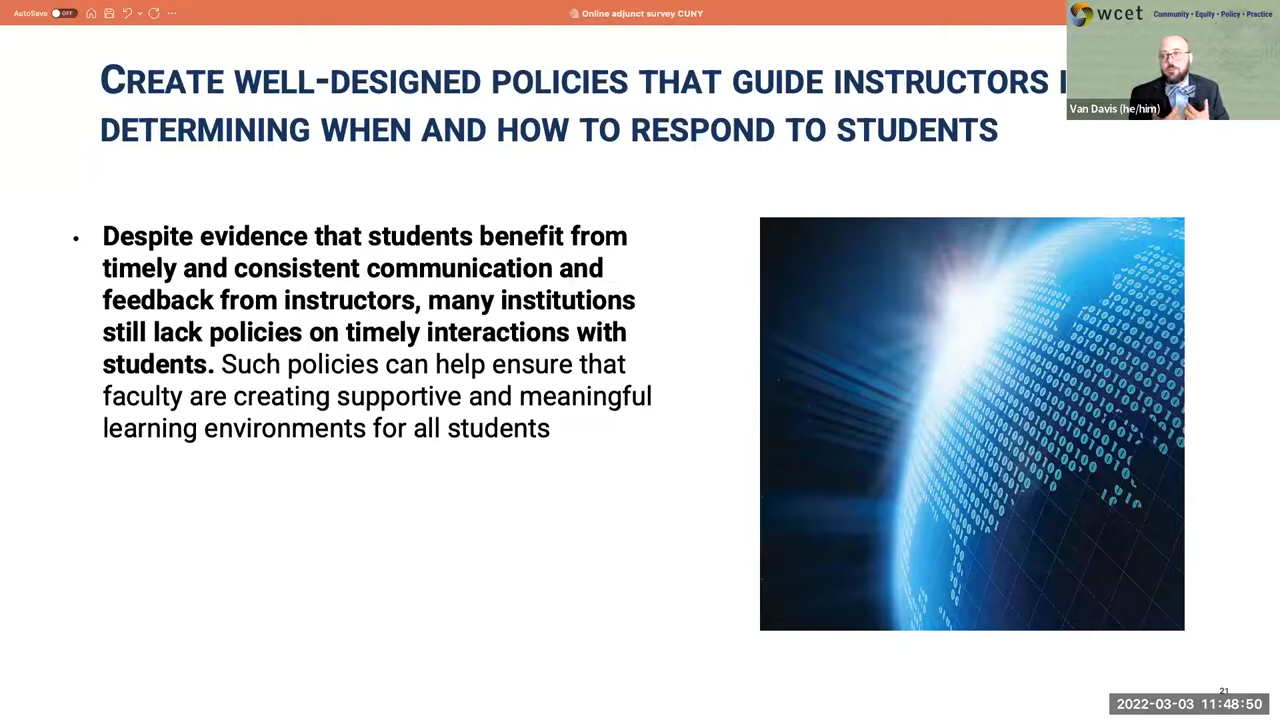 AutoSave OFF
Online adjunct survey CUNY
wcet Community • Equity • Policy • Practice
Van Davis (he/him)
CREATE WELL-DESIGNED POLICIES THAT GUIDE INSTRUCTORS
DETERMINING WHEN AND HOW TO RESPOND TO STUDENTS
• Despite evidence that students benefit from
timely and consistent communication and
feedback from instructors, many institutions
still lack policies on timely interactions with
students. Such policies can help ensure that
faculty are creating supportive and meaningful
learning environments for all students
21
2022-03-03 11:48:50